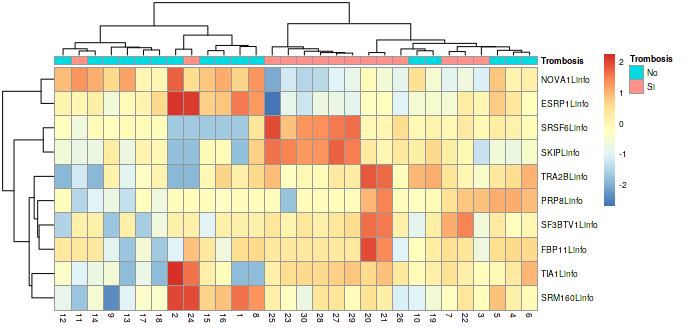 Trombosis
NOVA1Linfo
ESRP1Linfo
SRSF6Linfo
SKIPLinfo
TRA2BLinfo
PRP8Linfo
SF3BTV1Linfo
FBP11Linfo
TIA1Linfo
SRM160Linfo
12 11 14 9 13 17 18 2 24 15 16 1 8 25 23 30 28 27 29 20 21 26 10 19 7 22 3 5 4 6
2
1
0
-1
-2
Trombosis
No
SI